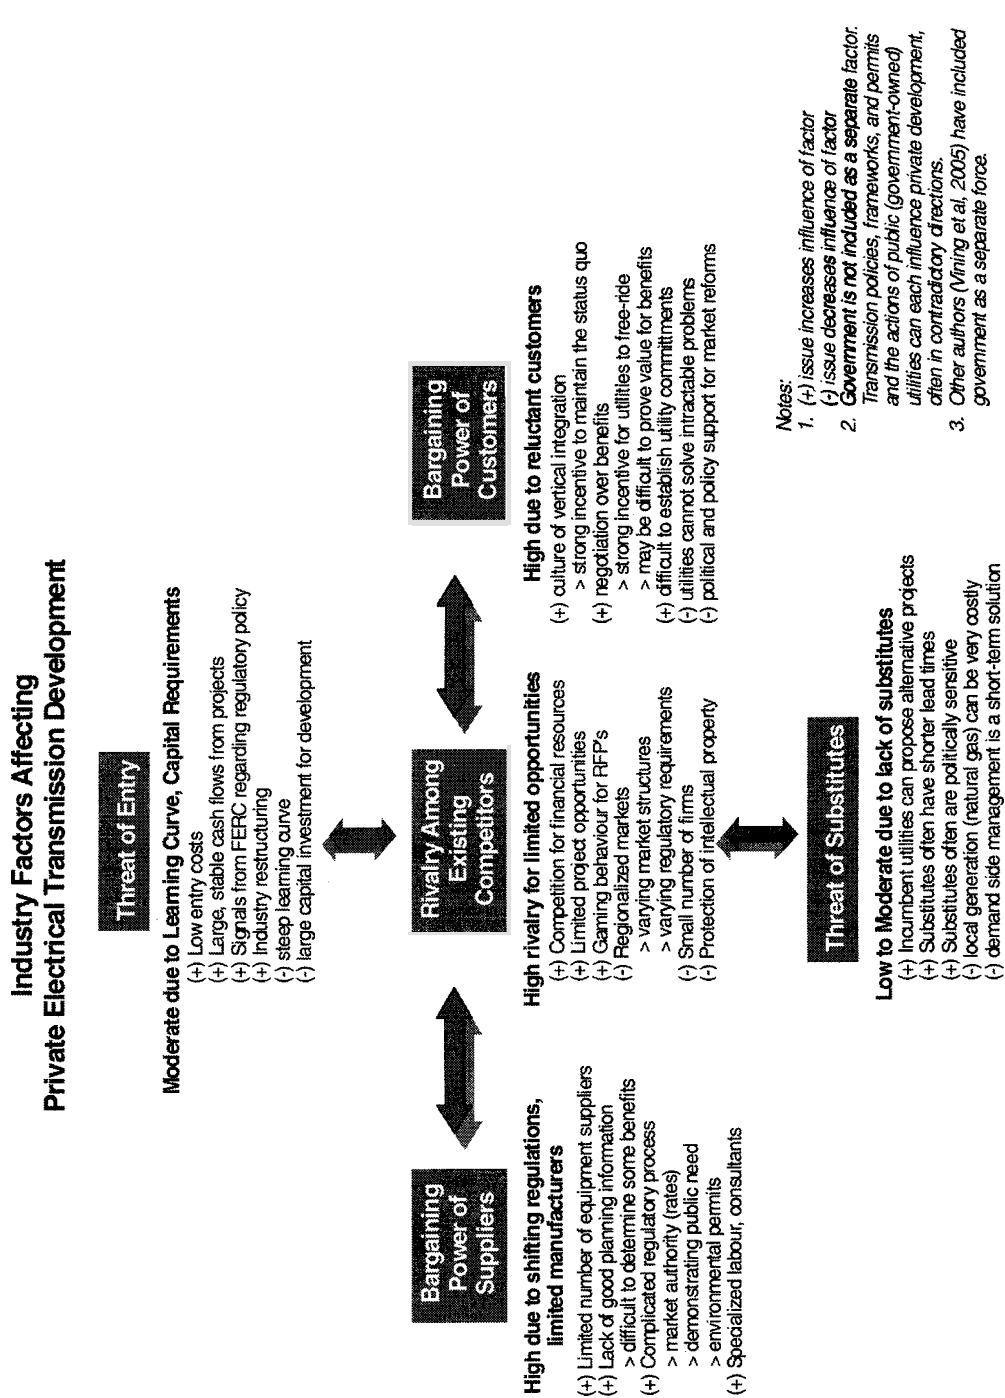 Industry Factors Affecting
Private Electrical Transmission Development
Threat of Entry
Moderate due to Learning Curve, Capital Requirements
(+) Low entry costs
(+) Large, stable cash flows from projects
(+) Signals from FERC regarding regulatory policy
(+) Industry restructuring
(-) steep learning curve
(-) large capital investment for development
Bargaining
Power of
Suppliers
High due to shifting regulations,
limited manufacturers
(+) Limited number of equipment suppliers
(+) Lack of good planning information
> difficult to determine some benefits
(+) Complicated regulatory process
> market authority (rates)
> demonstrating public need
> environmental permits
(+) Specialized labour, consultants
Rivalry Among
Existing
Competitors
High rivalry for limited opportunities
(+) Competition for financial resources
(+) Limited project opportunities
(+) Gaming behaviour for RFP's
(-) Regionalized markets
> varying market structures
> varying regulatory requirements
(-) Small number of firms
(-) Protection of intellectual property
Bargaining
Power of
Customers
High due to reluctant customers
(+) culture of vertical integration
> strong incentive to maintain the status quo
(+) negotiation over benefits
> strong incentive for utilities to free-ride
> may be difficult to prove value for benefits
(+) difficult to establish utility committments
(-) utilities cannot solve intractable problems
(-) political and policy support for market reforms
Threat of Substitutes
Low to Moderate due to lack of substitutes
(+) Incumbent utilities can propose alternative projects
(+) Substitutes often have shorter lead times
(+) Substitutes often are politically sensitive
(-) local generation (natural gas) can be very costly
(-) demand side management is a short-term solution
Notes:
1. (+) issue increases influence of factor
(-) issue decreases influence of factor
2. Government is not included as a separate factor.
Transmission policies, frameworks, and permits
and the actions of public (government-owned)
utilities can each influence private development,
often in contradictory directions.
3. Other authors (Vining et al, 2005) have included
government as a separate force.